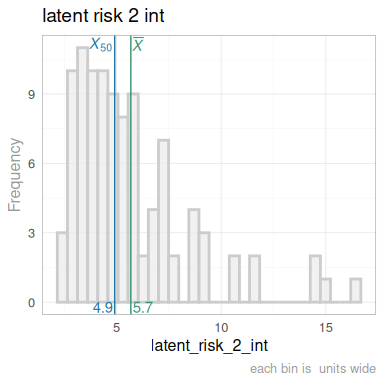 latent risk 2 int
X50 X̅
Frequency
9
6
3
0
4.9 5.7
5 10 15
latent_risk_2_int
each bin is  units wide